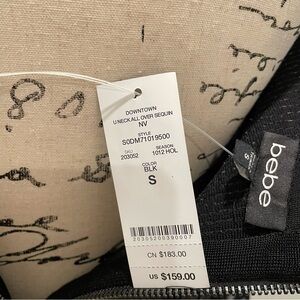 DOWNTOWN
U.NECK ALL OVER SEQUIN
NV
STYLE
S0DM71019500
SKU SEASON
203052 1012 HOL
COLOR
BLK
S
20305200390007
CN $183.00
US $159.00
bebe